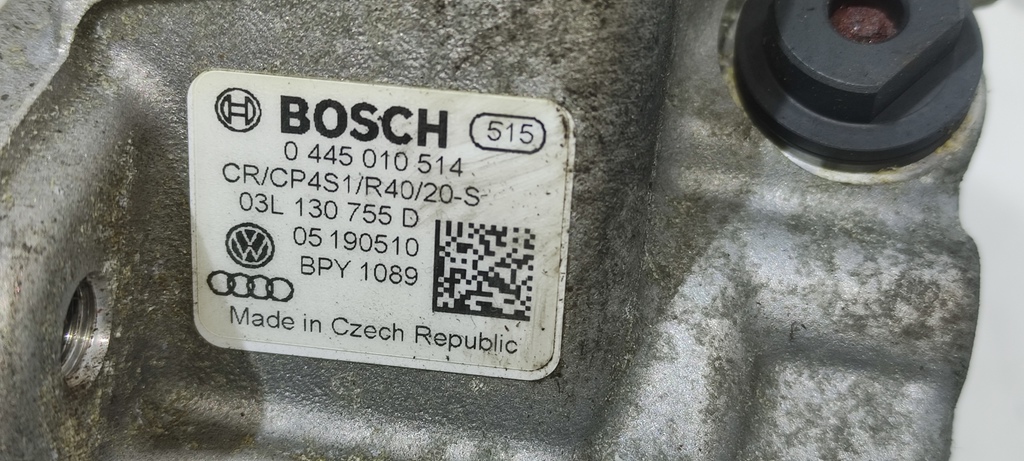 BOSCH 515
0 445 010 514
CR/CP4S1/R40/20-S
03L 130 755 D
05 190510
BPY 1089
Made in Czech Republic